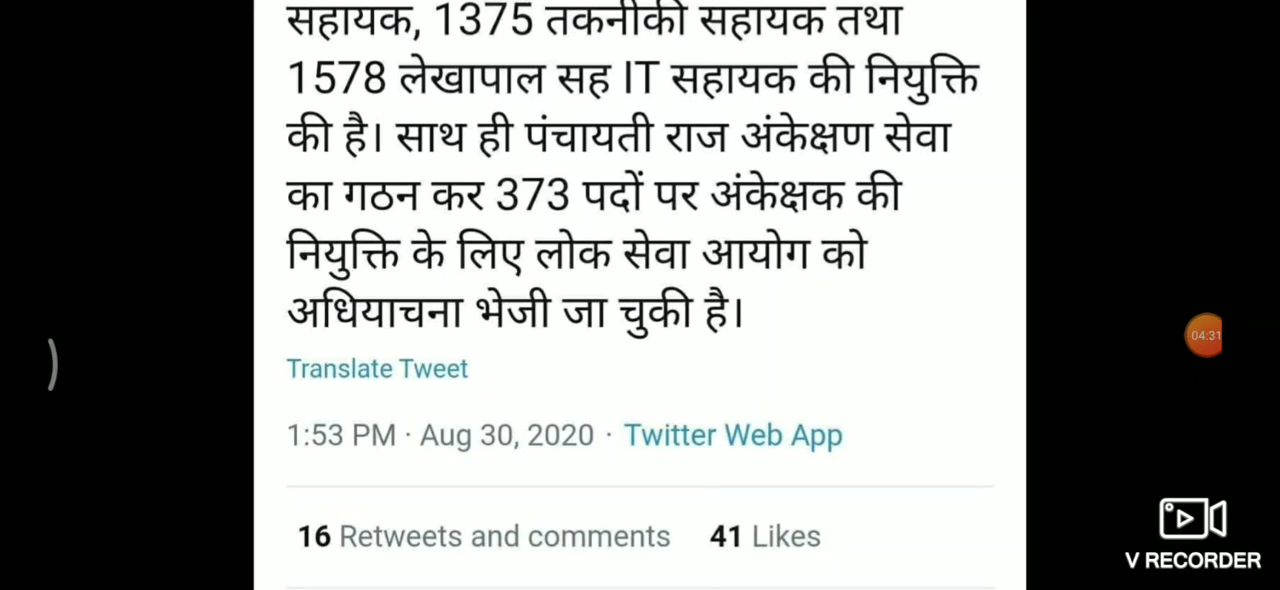 सहायक, 1375 तकनीकी सहायक तथा
1578 लेखापाल सह IT सहायक की नियुक्ति
की है। साथ ही पंचायती राज अंकेक्षण सेवा
का गठन कर 373 पदों पर अंकेक्षक की
नियुक्ति के लिए लोक सेवा आयोग को
अधियाचना भेजी जा चुकी है।
Translate Tweet
1:53 PM · Aug 30, 2020 · Twitter Web App
16 Retweets and comments 41 Likes
04:31
V RECORDER